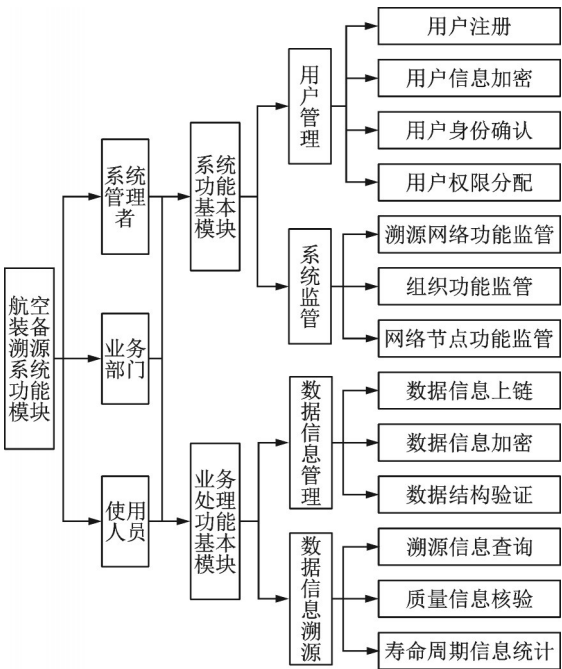 航空
装备
溯源
系统
功能
模块
系统
管理
者
业务
部门
使用
人员
系统
功能
基本
模块
业务
处理
功能
基本
模块
用户管理
系统监管
数据信息管理
数据信息溯源
用户注册
用户信息加密
用户身份确认
用户权限分配
溯源网络功能监管
组织功能监管
网络节点功能监管
数据信息上链
数据信息加密
数据结构验证
溯源信息查询
质量信息核验
寿命周期信息统计